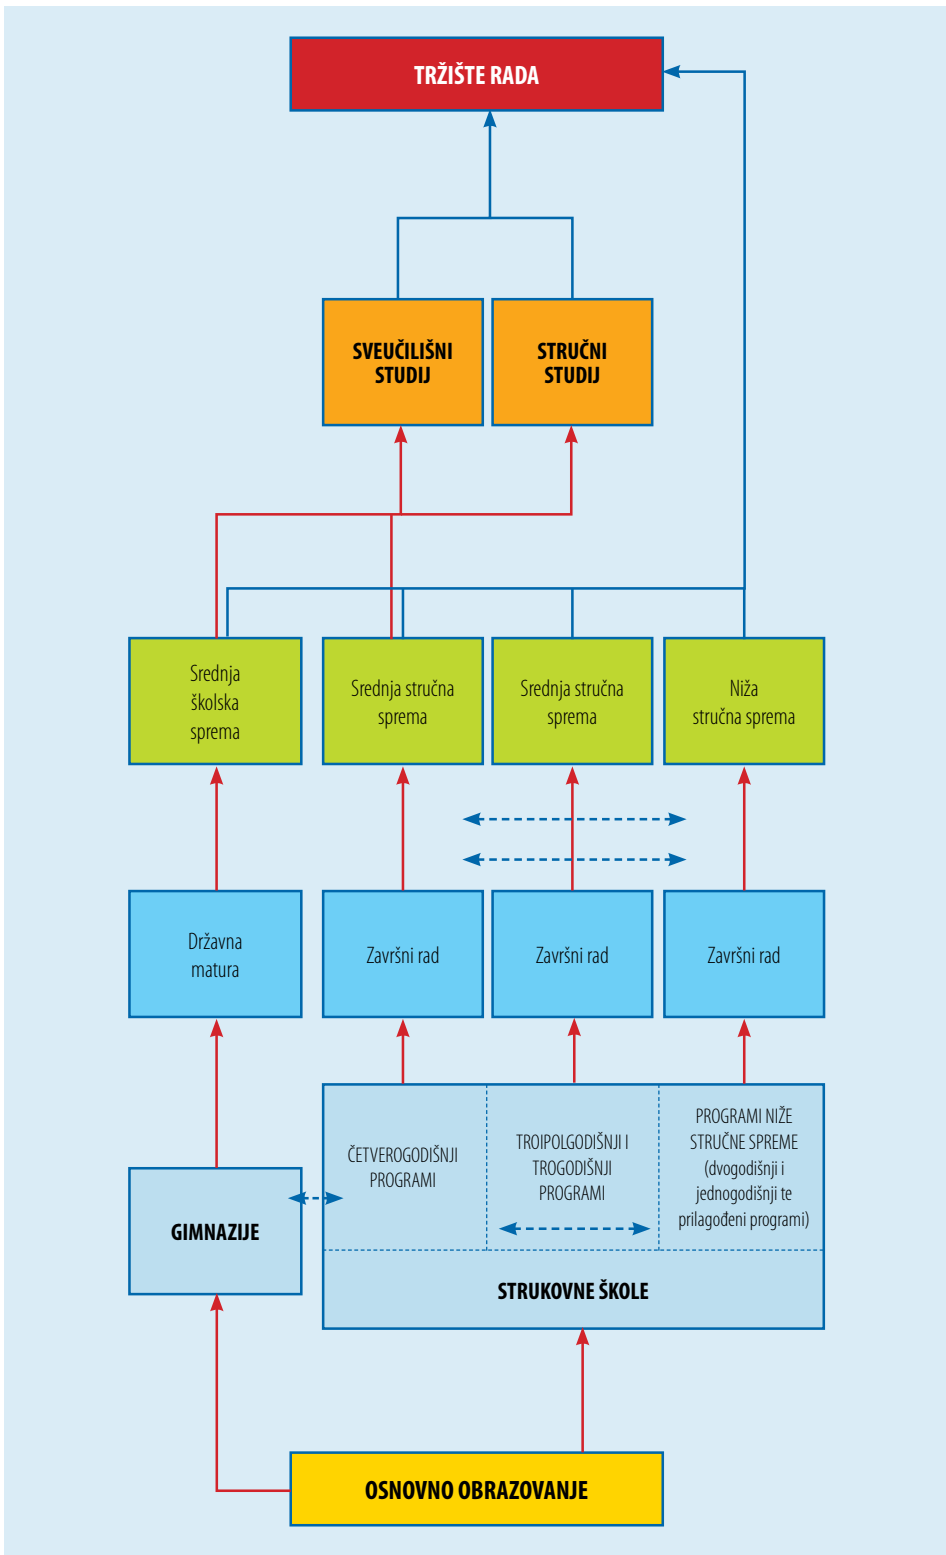 TRŽIŠTE RADA
SVEUČILIŠNI
STUDIJ
STRUČNI
STUDIJ
Srednja
školska
sprema
Srednja stručna
sprema
Srednja stručna
sprema
Niža
stručna sprema
Državna
matura
Završni rad
Završni rad
Završni rad
GIMNAZIJE
ČETVEROGODIŠNJI
PROGRAMI
TROIPOLGODIŠNJI I
TROGODIŠNJI
PROGRAMI
PROGRAMI NIŽE
STRUČNE SPREME
(dvogodišnji i
jednogodišnji te
prilagođeni programi)
STRUKOVNE ŠKOLE
OSNOVNO OBRAZOVANJE